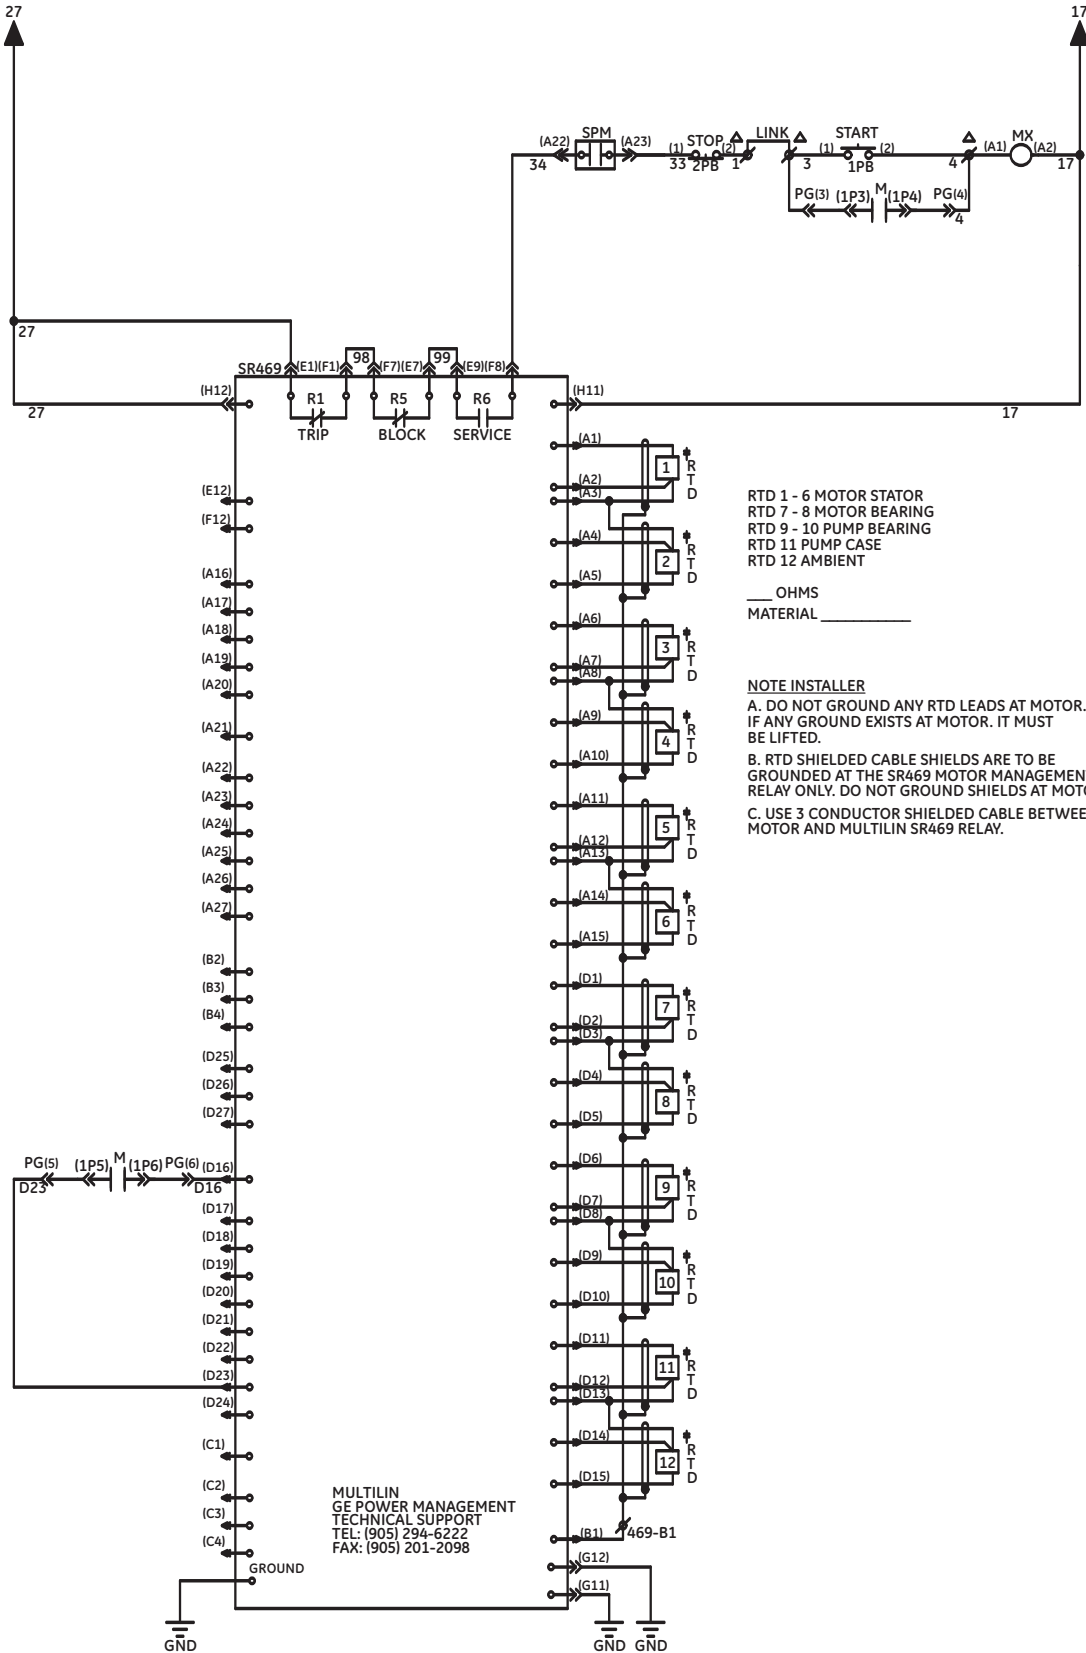 27
17
(A22) SPM (A23)
34
(1) STOP (2)
33 2PB 1
LINK
3
START
(1) (2)
1PB
4
(A1) MX (A2)
17
PG(3) (1P3) M (1P4) PG(4)
4
27
SR469 (E1)(F1) 98 (F7)(E7) 99 (E9)(F8)
(H12)
27
R1 R5 R6
TRIP BLOCK SERVICE
(H11)
17
(E12)
(F12)
(A16)
(A17)
(A18)
(A19)
(A20)
(A21)
(A22)
(A23)
(A24)
(A25)
(A26)
(A27)
(B2)
(B3)
(B4)
(D25)
(D26)
(D27)
PG(5) (1P5) M (1P6) PG(6) (D16)
D23 D16
(D17)
(D18)
(D19)
(D20)
(D21)
(D22)
(D23)
(D24)
(C1)
(C2)
(C3)
(C4)
GROUND
GND
(A1)
(A2)
(A3)
1 RTD
(A4)
(A5)
2 RTD
(A6)
(A7)
(A8)
3 RTD
(A9)
(A10)
4 RTD
(A11)
(A12)
(A13)
5 RTD
(A14)
(A15)
6 RTD
(D1)
(D2)
(D3)
7 RTD
(D4)
(D5)
8 RTD
(D6)
(D7)
(D8)
9 RTD
(D9)
(D10)
10 RTD
(D11)
(D12)
(D13)
11 RTD
(D14)
(D15)
12 RTD
(B1) 469-B1
(G12)
(G11)
GND GND
MULTILIN
GE POWER MANAGEMENT
TECHNICAL SUPPORT
TEL: (905) 294-6222
FAX: (905) 201-2098
RTD 1 - 6 MOTOR STATOR
RTD 7 - 8 MOTOR BEARING
RTD 9 - 10 PUMP BEARING
RTD 11 PUMP CASE
RTD 12 AMBIENT
___ OHMS
MATERIAL ___________
NOTE INSTALLER
A. DO NOT GROUND ANY RTD LEADS AT MOTOR.
IF ANY GROUND EXISTS AT MOTOR. IT MUST
BE LIFTED.
B. RTD SHIELDED CABLE SHIELDS ARE TO BE
GROUNDED AT THE SR469 MOTOR MANAGEMEN
RELAY ONLY. DO NOT GROUND SHIELDS AT MOTO
C. USE 3 CONDUCTOR SHIELDED CABLE BETWEE
MOTOR AND MULTILIN SR469 RELAY.